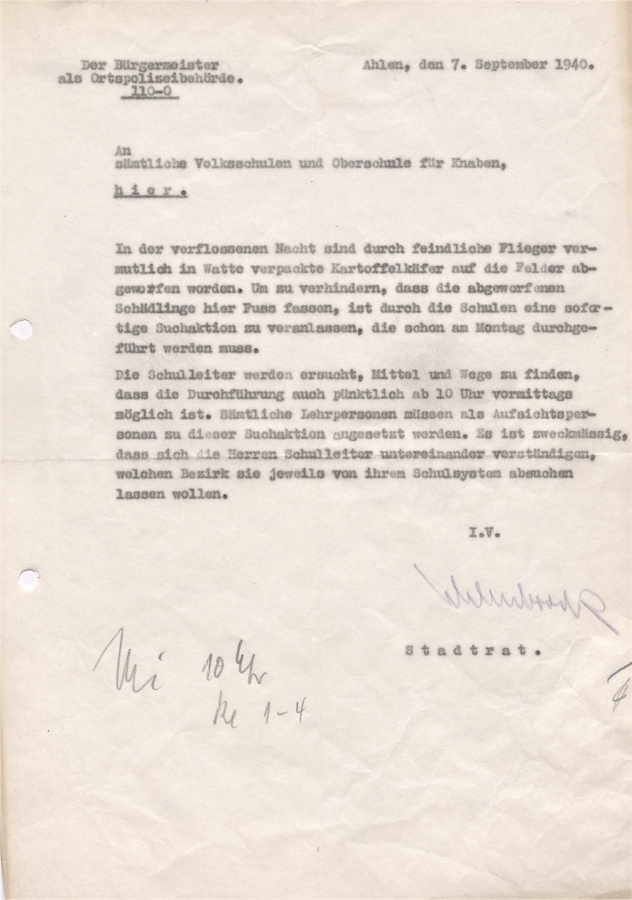 Der Bürgermeister
als Ortspolizeibehörde.
110-0
Ahlen, den 7. September 1940.
An
sämtliche Volksschulen und Oberschule für Knaben,
h i e r .
In der verflossenen Nacht sind durch feindliche Flieger ver-
mutlich in Watte verpackte Kartoffelkäfer auf die Felder ab-
geworfen worden. Um zu verhindern, dass die abgeworfenen
Schädlinge hier Fuss fassen, ist durch die Schulen eine sofor-
tige Suchaktion zu veranlassen, die schon am Montag durchge-
führt werden muss.
Die Schulleiter werden ersucht, Mittel und Wege zu finden,
dass die Durchführung auch pünktlich ab 10 Uhr vormittags
möglich ist. Sämtliche Lehrpersonen müssen als Aufsichtsper-
sonen zu dieser Suchaktion angesetzt werden. Es ist zweckmässig,
dass sich die Herren Schulleiter untereinander verständigen,
welchen Bezirk sie jeweils von ihrem Schulsystem absuchen
lassen wollen.
I.V.
S t a d t r a t .
10 Uhr
1-4